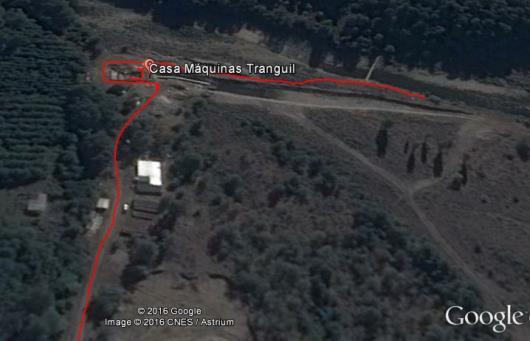 Casa Máquinas Tranguil
© 2016 Google
Image © 2016 CNES / Astrium
Google